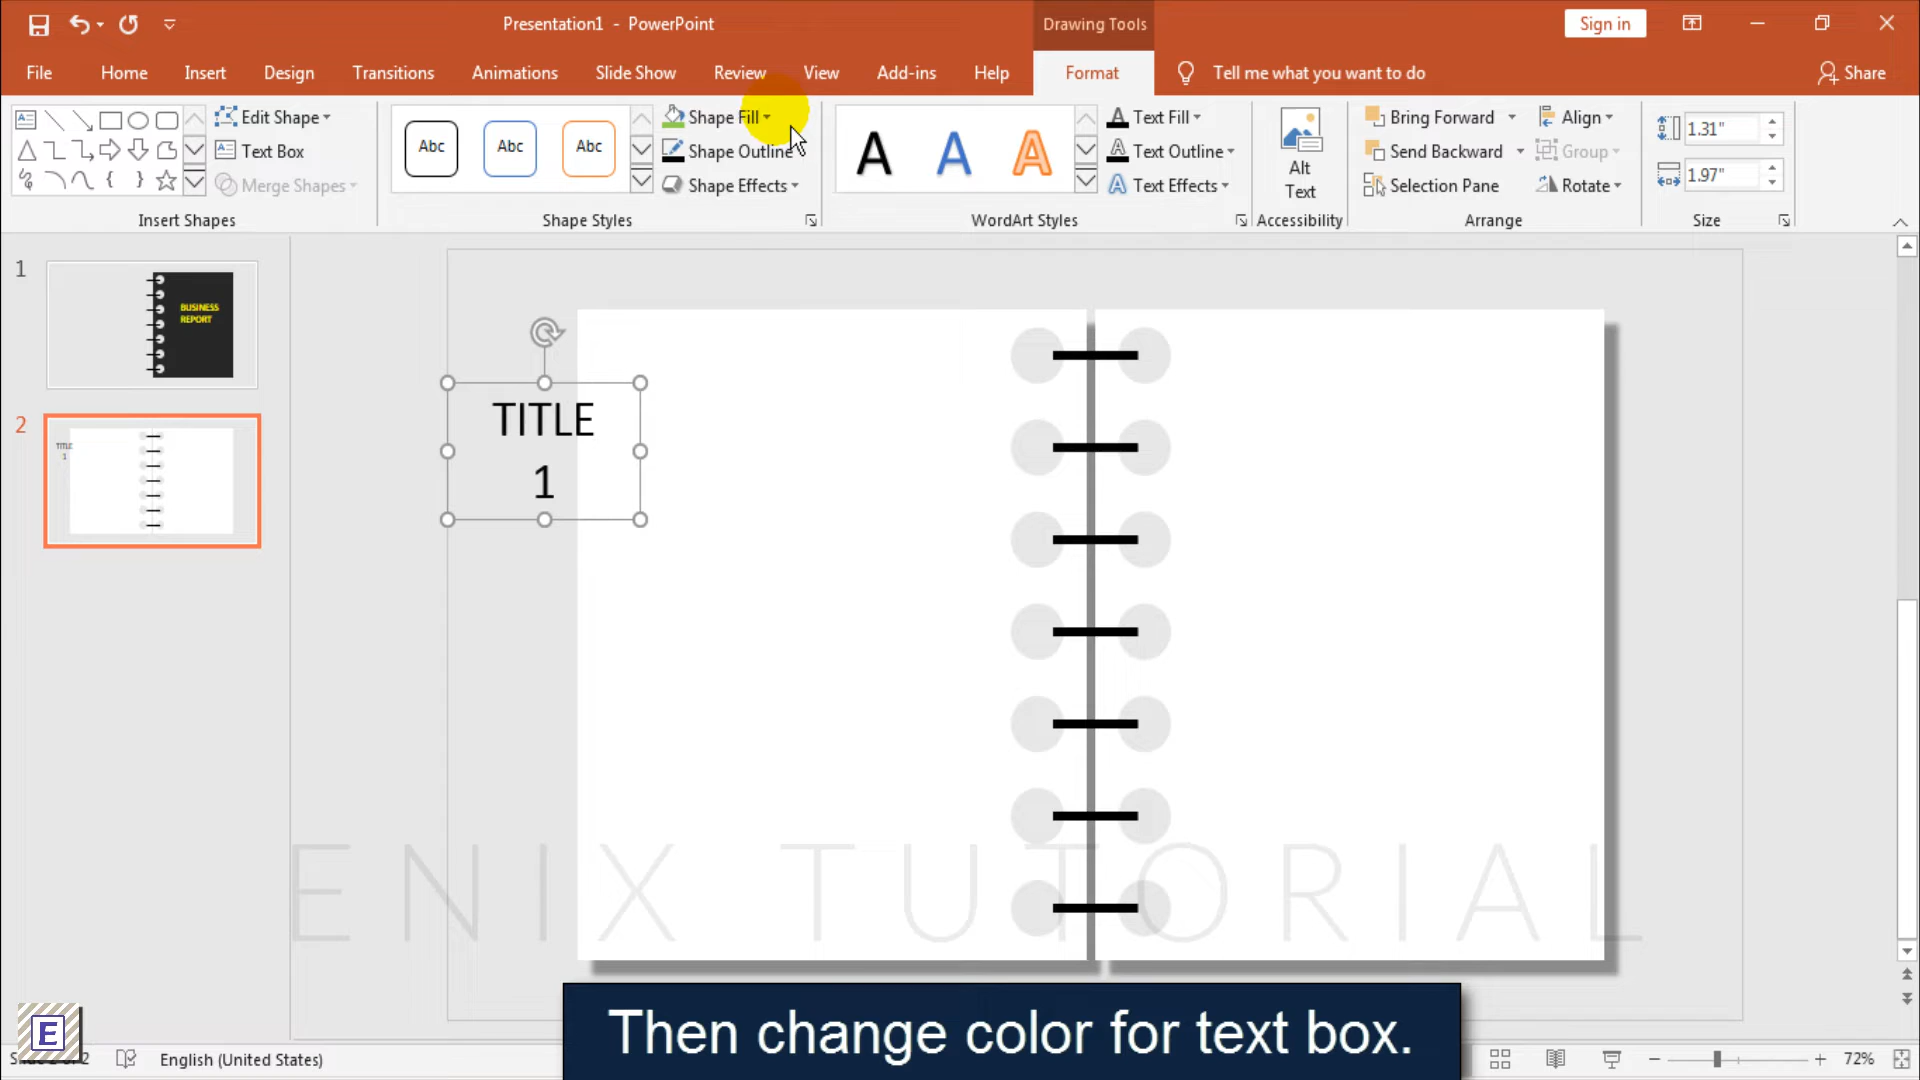 Presentation1 - PowerPoint
Drawing Tools
Sign in
File
Home
Insert
Design
Transitions
Animations
Slide Show
Review
View
Add-ins
Help
Format
Tell me what you want to do
Share
Edit Shape
Text Box
Merge Shapes
Insert Shapes
Abc
Abc
Abc
Shape Fill
Shape Outline
Shape Effects
Shape Styles
A
A
A
Text Fill
Text Outline
Text Effects
WordArt Styles
Alt
Text
Accessibility
Bring Forward
Send Backward
Selection Pane
Align
Group
Rotate
Arrange
1.31"
1.97"
Size
1
BUSINESS
REPORT
2
TITLE
1
TITLE
1
ENIX TUTORIAL
Then change color for text box.
E
English (United States)
72%